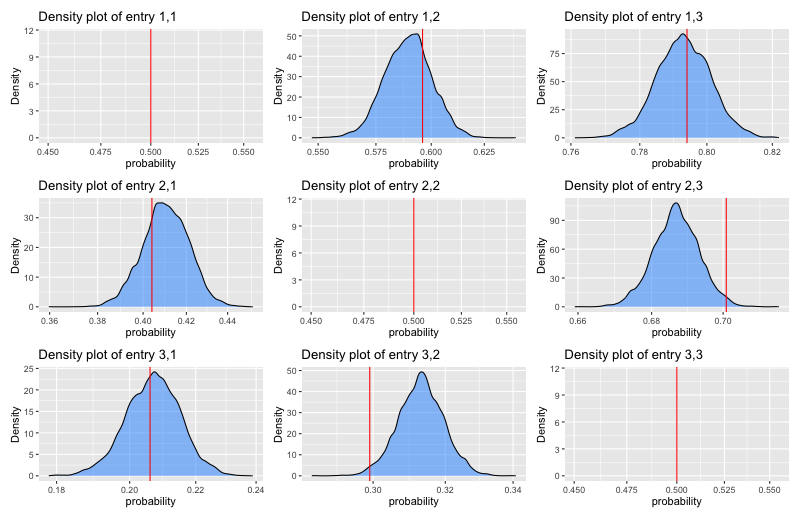 Density plot of entry 1,1
Density
12
9
6
3
0
0.450 0.475 0.500 0.525 0.550
probability
Density plot of entry 1,2
Density
50
40
30
20
10
0
0.550 0.575 0.600 0.625
probability
Density plot of entry 1,3
Density
75
50
25
0
0.76 0.78 0.80 0.82
probability
Density plot of entry 2,1
Density
30
20
10
0
0.36 0.38 0.40 0.42 0.44
probability
Density plot of entry 2,2
Density
12
9
6
3
0
0.450 0.475 0.500 0.525 0.550
probability
Density plot of entry 2,3
Density
90
60
30
0
0.66 0.68 0.70
probability
Density plot of entry 3,1
Density
25
20
15
10
5
0
0.18 0.20 0.22 0.24
probability
Density plot of entry 3,2
Density
50
40
30
20
10
0
0.30 0.32 0.34
probability
Density plot of entry 3,3
Density
12
9
6
3
0
0.450 0.475 0.500 0.525 0.550
probability